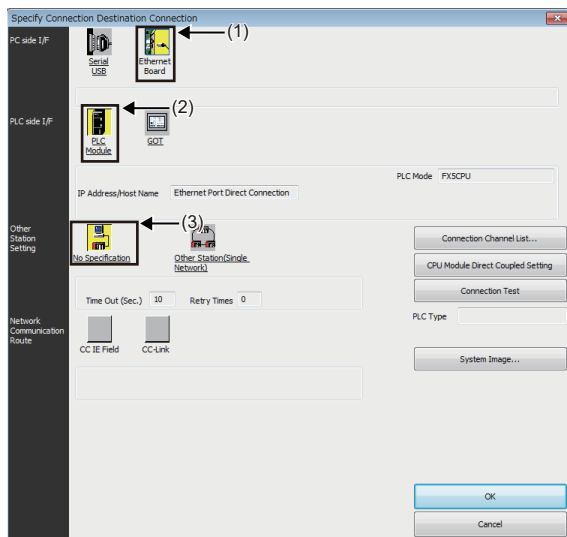 Specify Connection Destination Connection
PC side I/F
Serial
USB
Ethernet
Board
(1)
PLC side I/F
PLC
Module
GOT
(2)
PLC Mode FX5CPU
IP Address/Host Name Ethernet Port Direct Connection
Other
Station
Setting
No Specification
Other Station(Single
Network)
(3)
Connection Channel List...
CPU Module Direct Coupled Setting
Time Out (Sec.) 10 Retry Times 0
Connection Test
Network
Communication
Route
CC IE Field
CC-Link
PLC Type
System Image...
OK
Cancel